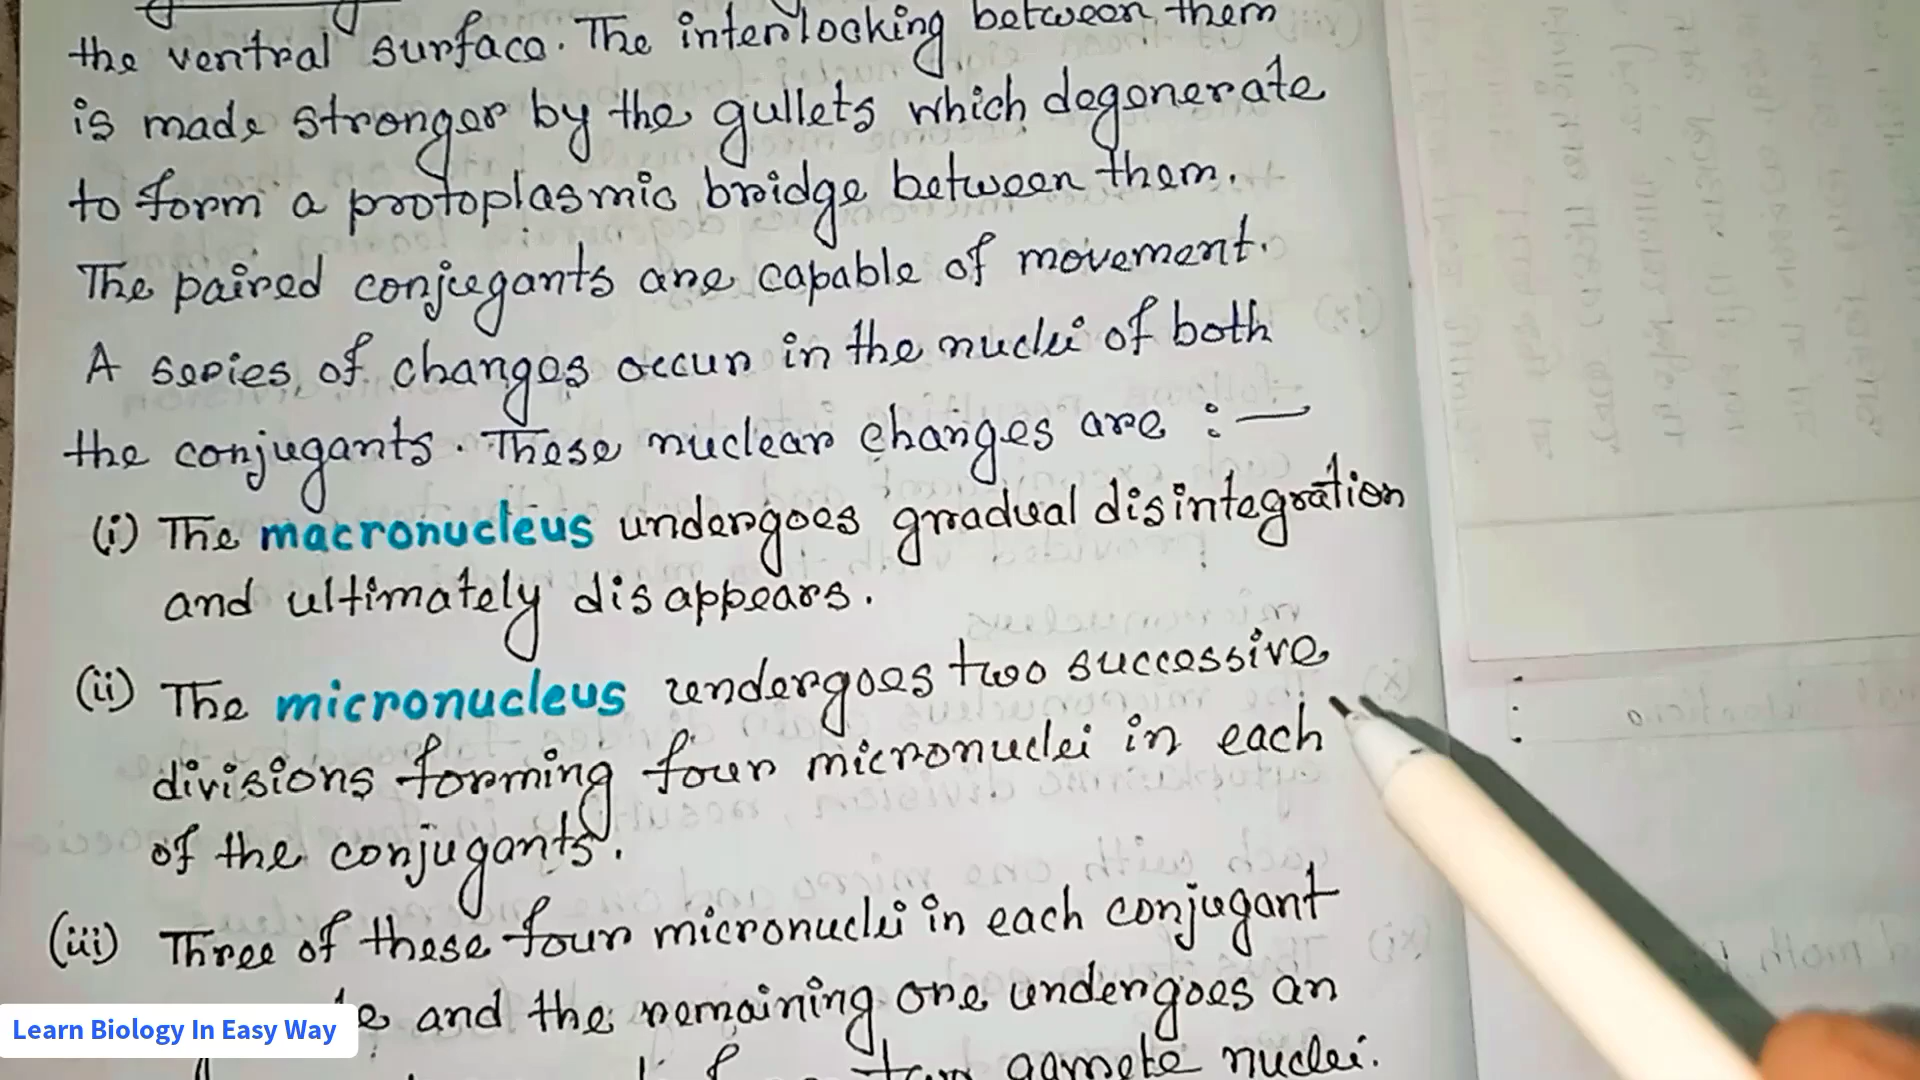 the ventral surface. The interlocking between them
is made stronger by the gullets which degenerate
to form a protoplasmic bridge between them.
The paired conjugants are capable of movement.
A series of changes occur in the nuclei of both
the conjugants. These nuclear changes are :—
(i) The macronucleus undergoes gradual disintegration
and ultimately disappears.
(ii) The micronucleus undergoes two successive
divisions forming four micronuclei in each
of the conjugants.
(iii) Three of these four micronuclei in each conjugant
and the remaining one undergoes an
gamete nuclei.
Learn Biology In Easy Way